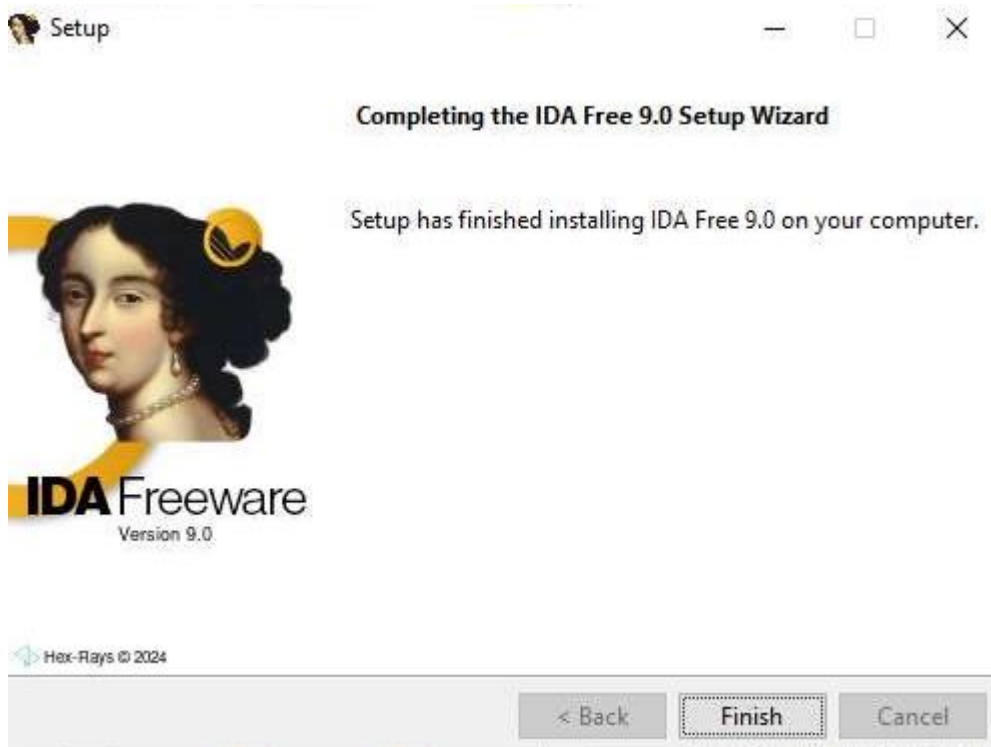 Setup
Completing the IDA Free 9.0 Setup Wizard
Setup has finished installing IDA Free 9.0 on your computer.
IDA Freeware
Version 9.0
Hex-Rays © 2024
< Back Finish Cancel